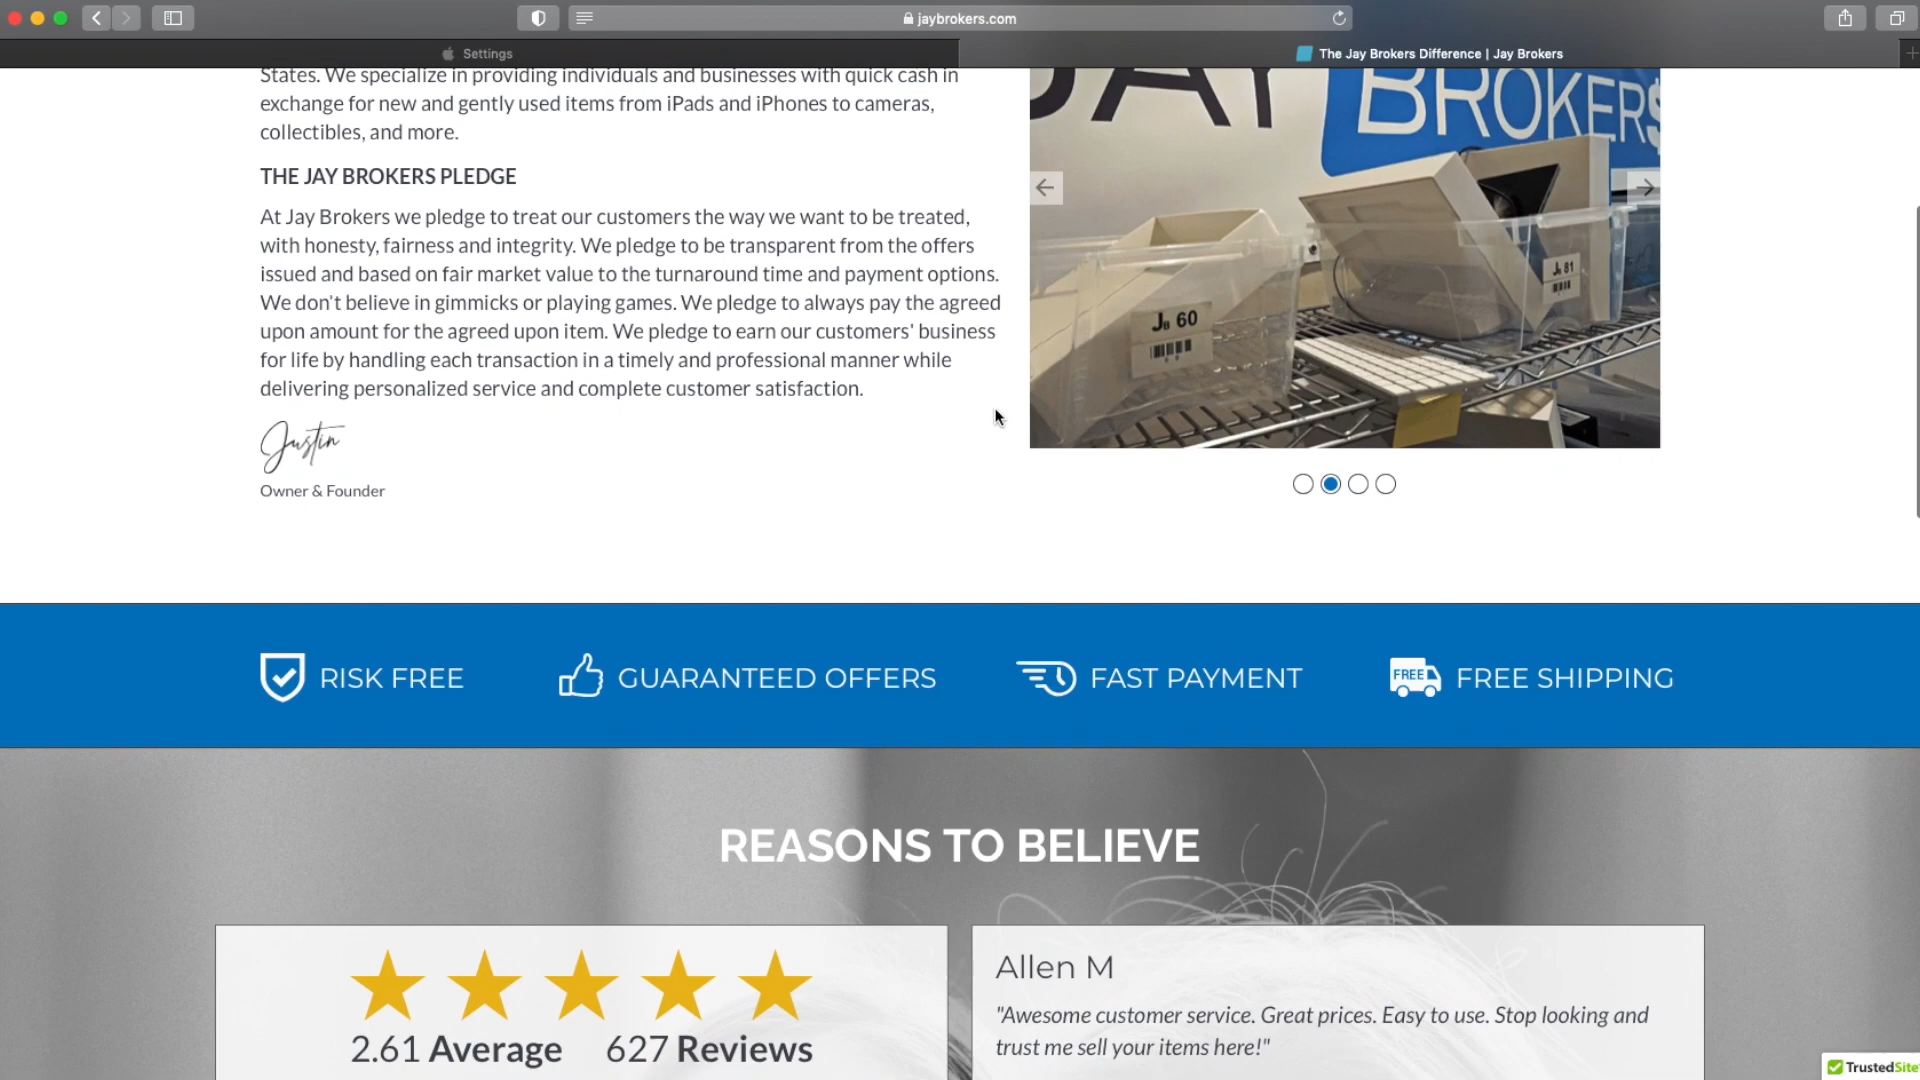 jaybrokers.com
Settings
The Jay Brokers Difference | Jay Brokers
States. We specialize in providing individuals and businesses with quick cash in
exchange for new and gently used items from iPads and iPhones to cameras,
collectibles, and more.
THE JAY BROKERS PLEDGE
At Jay Brokers we pledge to treat our customers the way we want to be treated,
with honesty, fairness and integrity. We pledge to be transparent from the offers
issued and based on fair market value to the turnaround time and payment options.
We don't believe in gimmicks or playing games. We pledge to always pay the agreed
upon amount for the agreed upon item. We pledge to earn our customers' business
for life by handling each transaction in a timely and professional manner while
delivering personalized service and complete customer satisfaction.
Justin
Owner & Founder
JAY BROKER$
JB 60
JB 81
RISK FREE
GUARANTEED OFFERS
FAST PAYMENT
FREE
FREE SHIPPING
REASONS TO BELIEVE
2.61 Average 627 Reviews
Allen M
"Awesome customer service. Great prices. Easy to use. Stop looking and
trust me sell your items here!"
TrustedSite